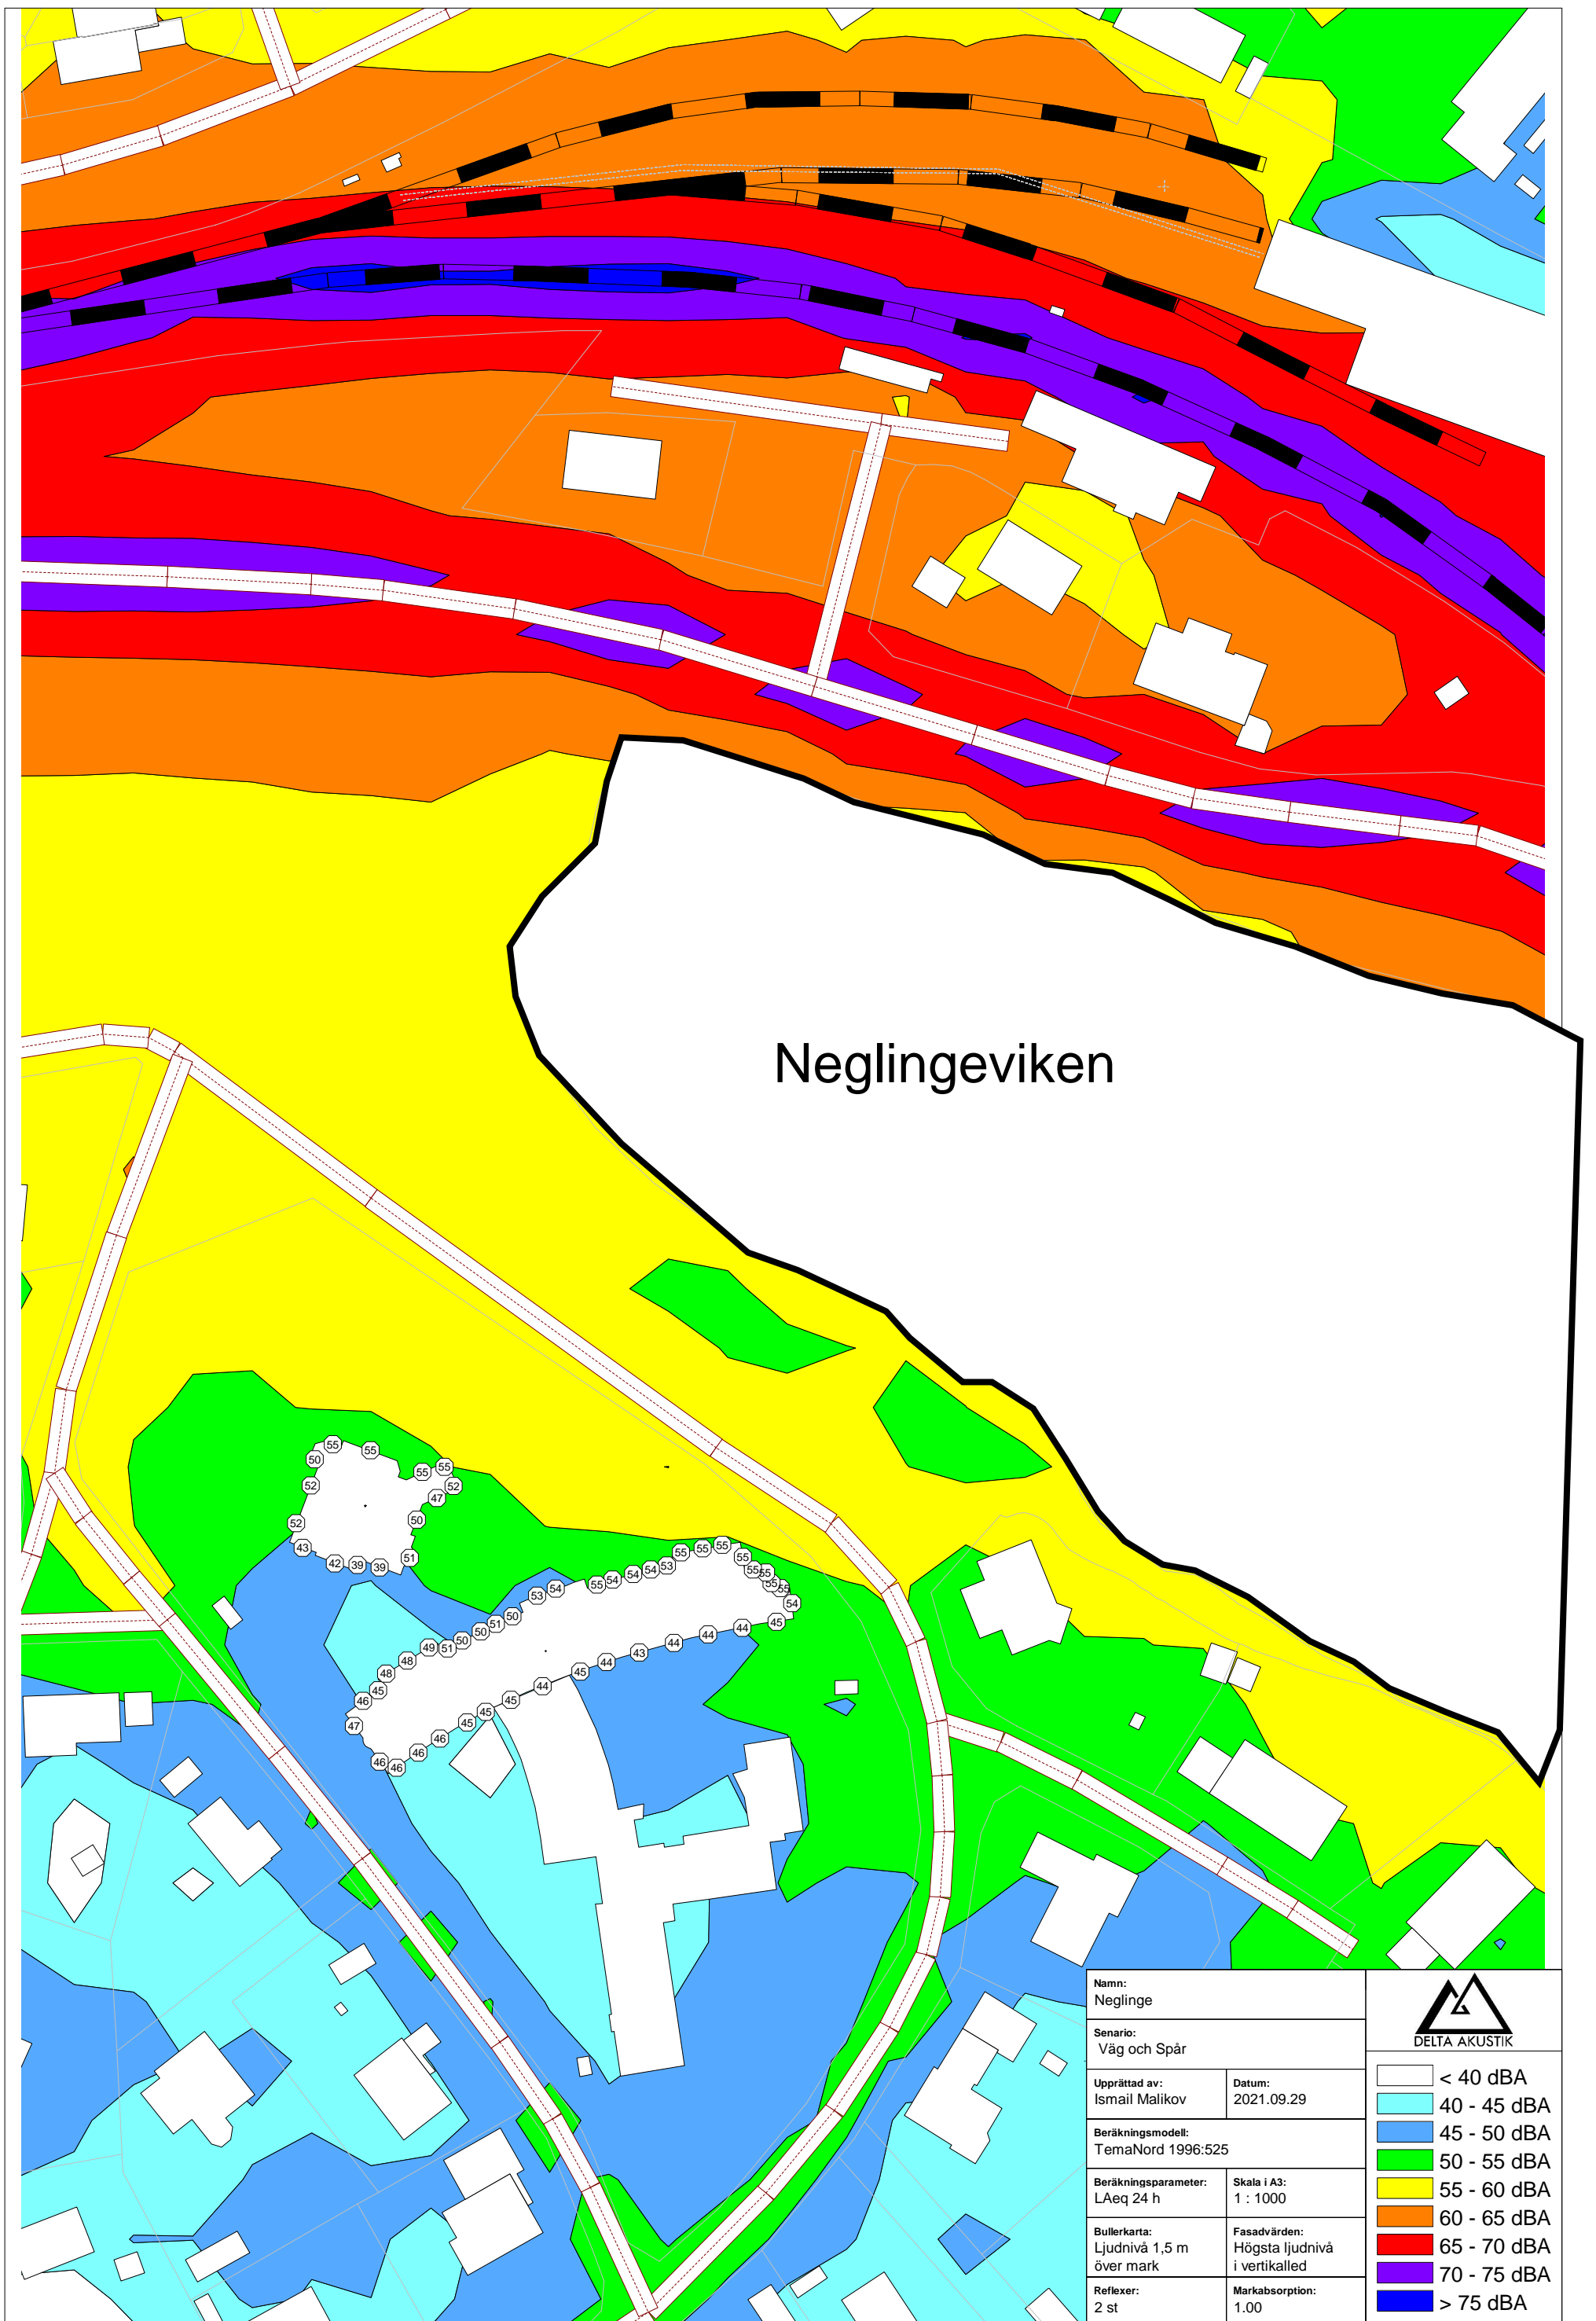 Neglingeviken
55
55
50
55
55
52
52
47
50
52
43
51
42
39
39
55
55
55
55
53
54
54
54
55
55
55
55
55
54
53
54
45
50
51
44
50
44
50
44
51
43
49
44
48
45
48
44
45
45
46
45
47
45
46
46
46
46
Namn:
Neglinge
Senario:
Väg och Spår
Upprättad av:
Ismail Malikov
Datum:
2021.09.29
Beräkningsmodell:
TemaNord 1996:525
Beräkningsparameter:
LAeq 24 h
Skala i A3:
1 : 1000
Bullerkarta:
Ljudnivå 1,5 m
över mark
Fasadvärden:
Högsta ljudnivå
i vertikalled
Reflexer:
2 st
Markabsorption:
1.00
DELTA AKUSTIK
< 40 dBA
40 - 45 dBA
45 - 50 dBA
50 - 55 dBA
55 - 60 dBA
60 - 65 dBA
65 - 70 dBA
70 - 75 dBA
> 75 dBA